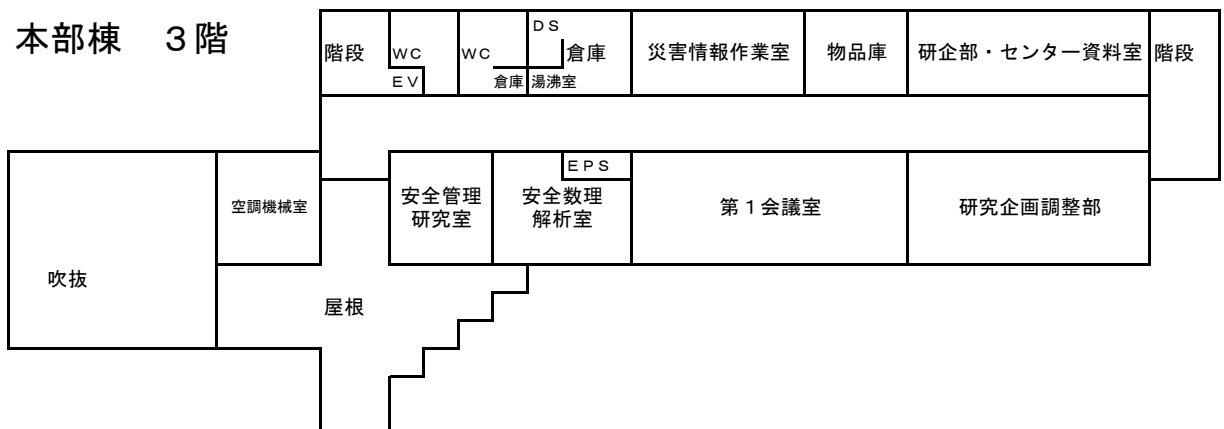 本部棟　３階
階段
WC
EV
WC
DS
倉庫
倉庫
湯沸室
災害情報作業室
物品庫
研企部・センター資料室
階段
空調機械室
安全管理
研究室
安全数理
解析室
EPS
第１会議室
研究企画調整部
吹抜
屋根